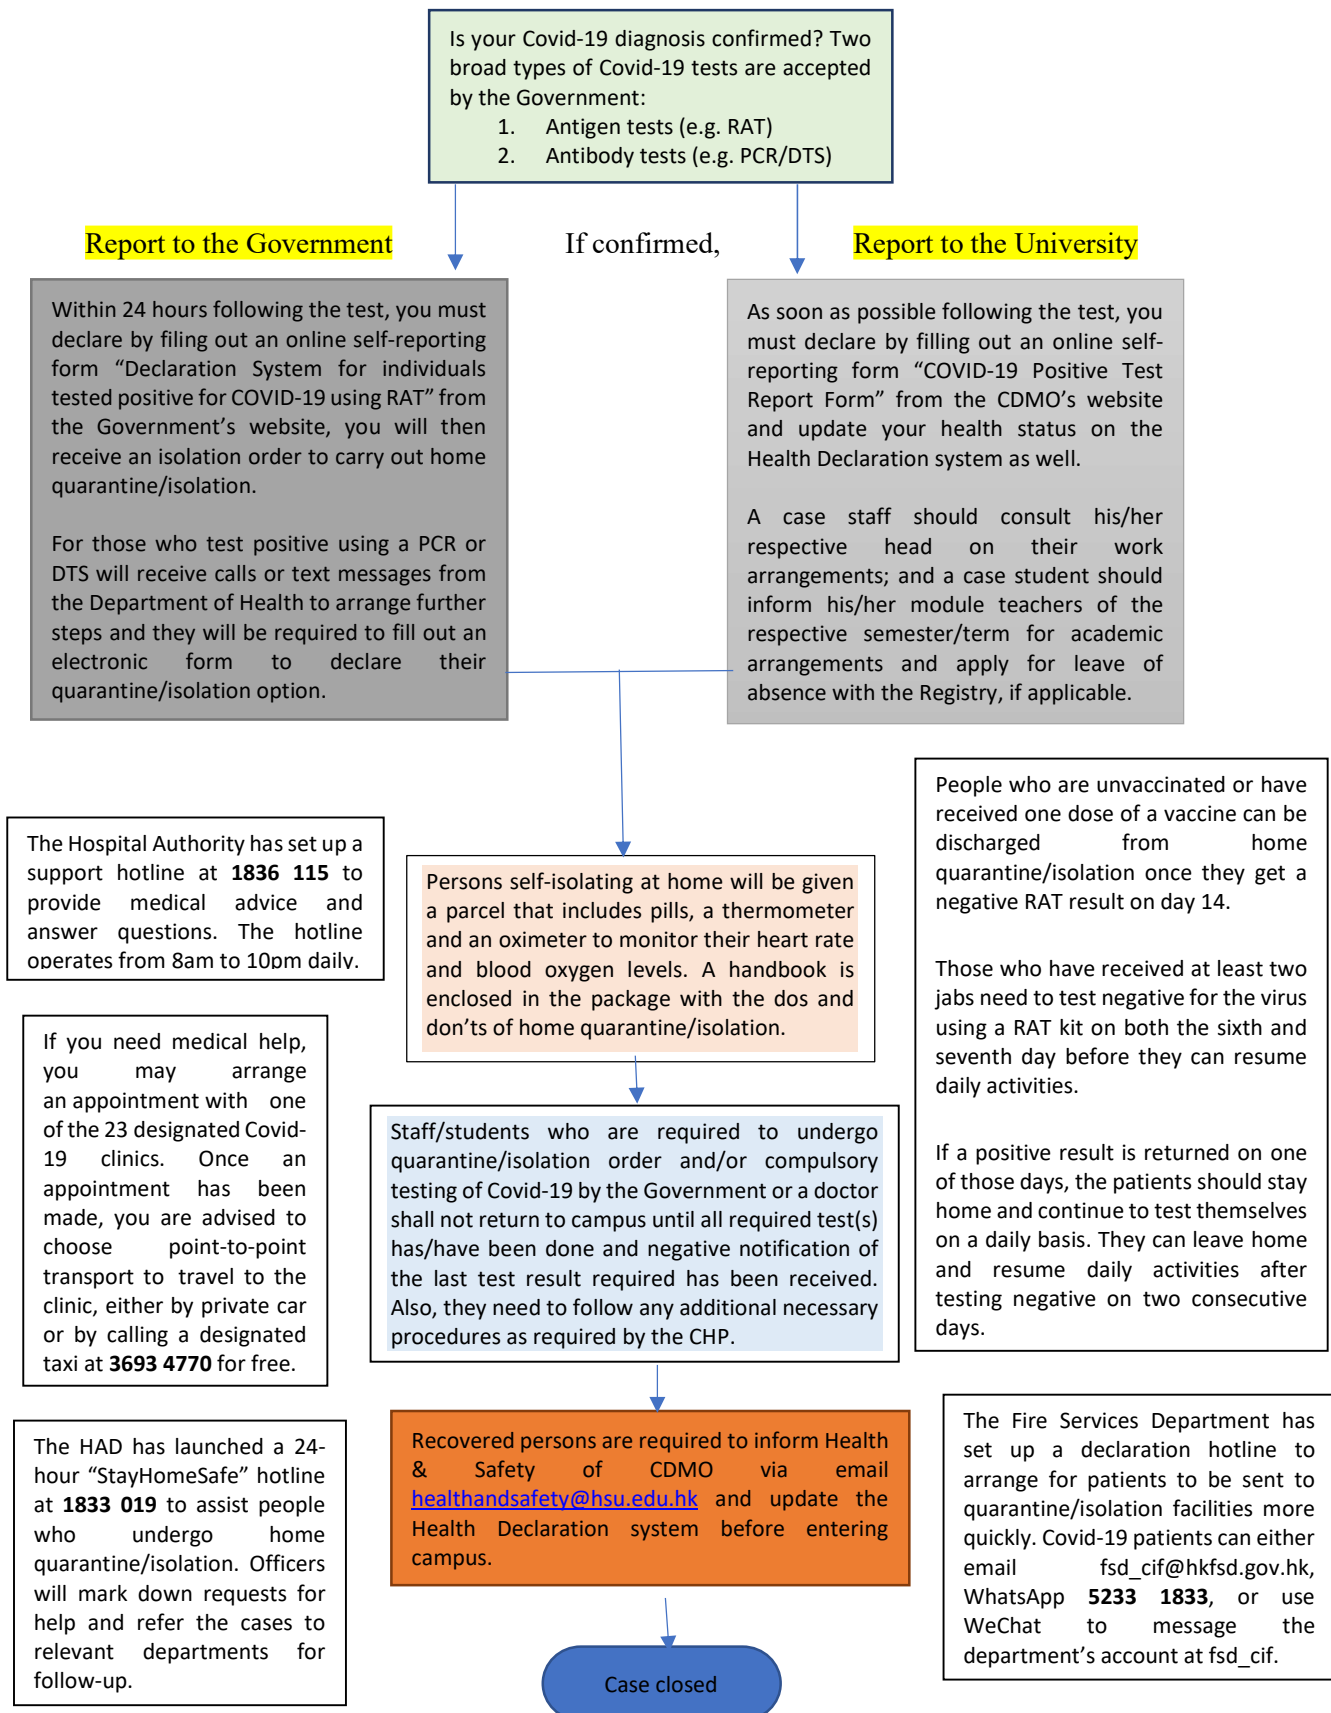 Is your Covid-19 diagnosis confirmed? Two
broad types of Covid-19 tests are accepted
by the Government:
1. Antigen tests (e.g. RAT)
2. Antibody tests (e.g. PCR/DTS)
Report to the Government
If confirmed,
Report to the University
Within 24 hours following the test, you must
declare by filing out an online self-reporting
form “Declaration System for individuals
tested positive for COVID-19 using RAT” from
the Government’s website, you will then
receive an isolation order to carry out home
quarantine/isolation.
For those who test positive using a PCR or
DTS will receive calls or text messages from
the Department of Health to arrange further
steps and they will be required to fill out an
electronic form to declare their
quarantine/isolation option.
As soon as possible following the test, you
must declare by filling out an online self-
reporting form “COVID-19 Positive Test
Report Form” from the CDMO’s website
and update your health status on the
Health Declaration system as well.
A case staff should consult his/her
respective head on their work
arrangements; and a case student should
inform his/her module teachers of the
respective semester/term for academic
arrangements and apply for leave of
absence with the Registry, if applicable.
The Hospital Authority has set up a
support hotline at 1836 115 to
provide medical advice and
answer questions. The hotline
operates from 8am to 10pm daily.
Persons self-isolating at home will be given
a parcel that includes pills, a thermometer
and an oximeter to monitor their heart rate
and blood oxygen levels. A handbook is
enclosed in the package with the dos and
don’ts of home quarantine/isolation.
People who are unvaccinated or have
received one dose of a vaccine can be
discharged from home
quarantine/isolation once they get a
negative RAT result on day 14.
Those who have received at least two
jabs need to test negative for the virus
using a RAT kit on both the sixth and
seventh day before they can resume
daily activities.
If a positive result is returned on one
of those days, the patients should stay
home and continue to test themselves
on a daily basis. They can leave home
and resume daily activities after
testing negative on two consecutive
days.
If you need medical help,
you may arrange
an appointment with one
of the 23 designated Covid-
19 clinics. Once an
appointment has been
made, you are advised to
choose point-to-point
transport to travel to the
clinic, either by private car
or by calling a designated
taxi at 3693 4770 for free.
Staff/students who are required to undergo
quarantine/isolation order and/or compulsory
testing of Covid-19 by the Government or a doctor
shall not return to campus until all required test(s)
has/have been done and negative notification of
the last test result required has been received.
Also, they need to follow any additional necessary
procedures as required by the CHP.
The HAD has launched a 24-
hour “StayHomeSafe” hotline
at 1833 019 to assist people
who undergo home
quarantine/isolation. Officers
will mark down requests for
help and refer the cases to
relevant departments for
follow-up.
Recovered persons are required to inform Health
& Safety of CDMO via email
healthandsafety@hsu.edu.hk and update the
Health Declaration system before entering
campus.
The Fire Services Department has
set up a declaration hotline to
arrange for patients to be sent to
quarantine/isolation facilities more
quickly. Covid-19 patients can either
email fsd_cif@hkfsd.gov.hk,
WhatsApp 5233 1833, or use
WeChat to message the
department’s account at fsd_cif.
Case closed